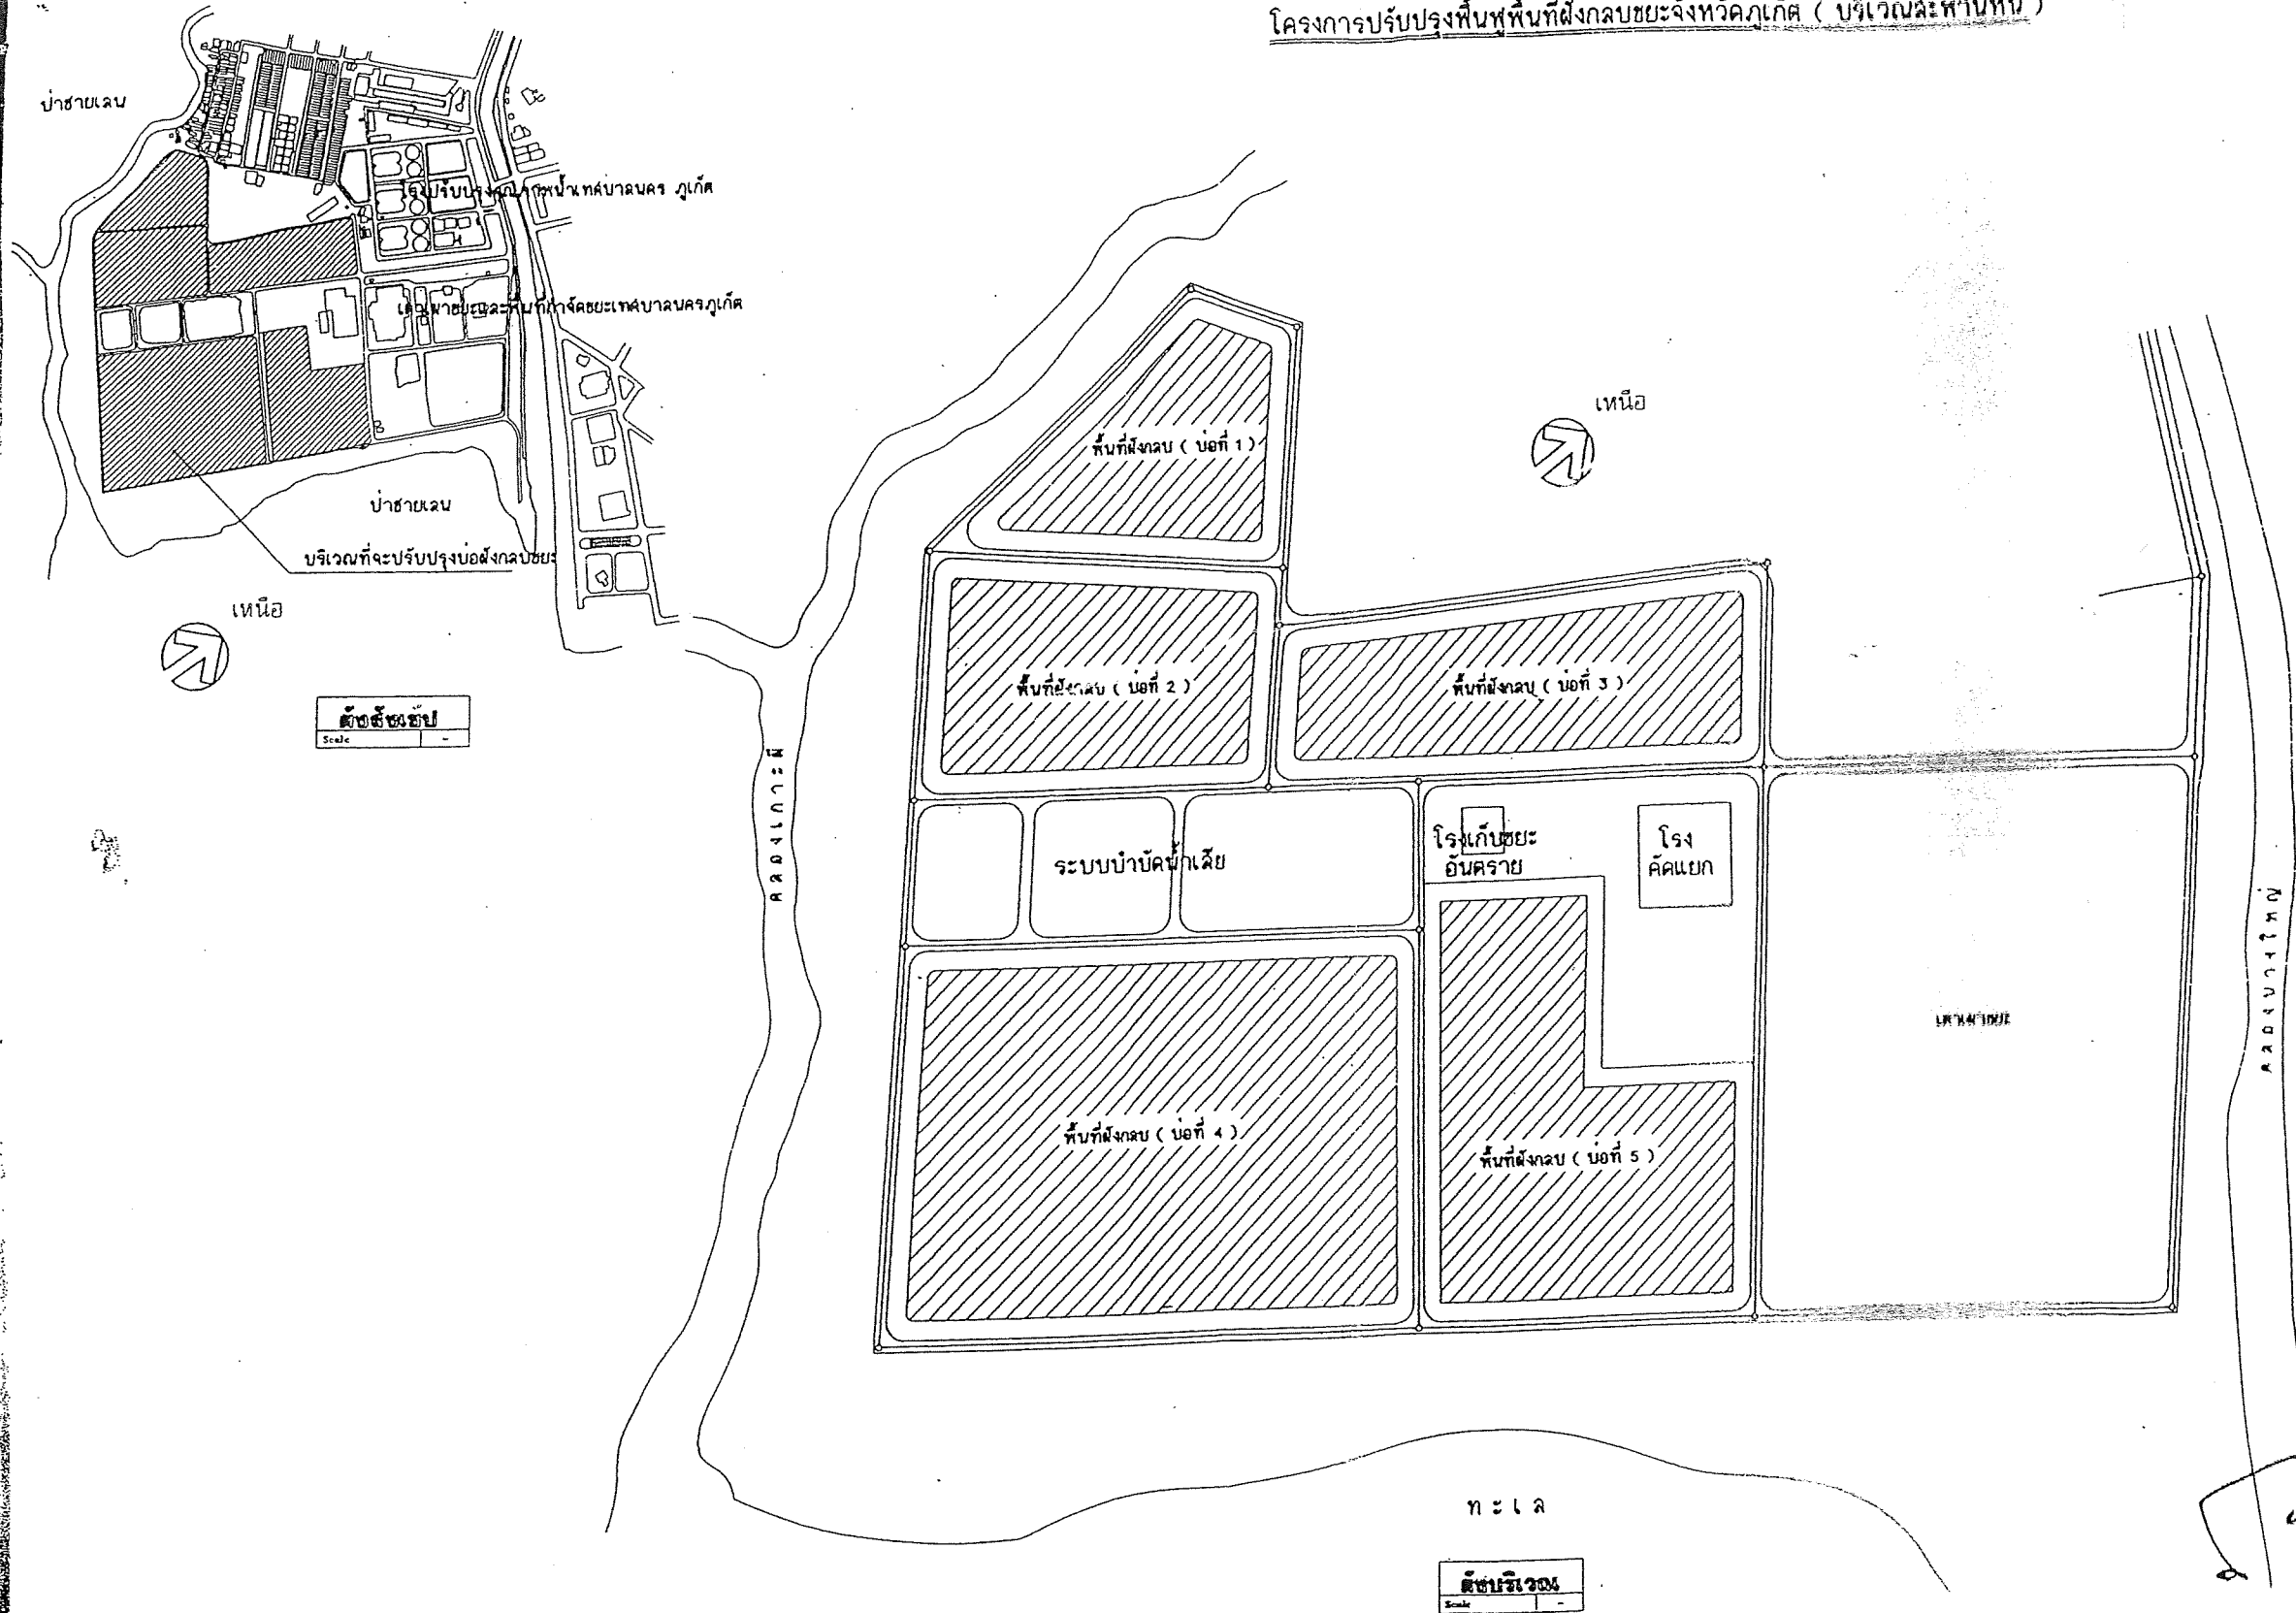 โครงการปรับปรุงฟื้นฟูพื้นที่ฝังกลบขยะจังหวัดภูเก็ต ( บริเวณสะพานหิน )
ป่าชายเลน
โรงปรับปรุงคุณภาพน้ำเทศบาลนคร ภูเก็ต
เตาเผาขยะและพื้นที่กำจัดขยะเทศบาลนครภูเก็ต
ป่าชายเลน
บริเวณที่จะปรับปรุงบ่อฝังกลบขยะ
เหนือ
ผังสังเขป
Scale -
เหนือ
พื้นที่ฝังกลบ ( บ่อที่ 1 )
พื้นที่ฝังกลบ ( บ่อที่ 2 )
พื้นที่ฝังกลบ ( บ่อที่ 3 )
คลองเกาะผี
ระบบบำบัดน้ำเสีย
โรงเก็บขยะ
อันตราย
โรง
คัดแยก
คลองบางใหญ่
เตาเผาขยะ
พื้นที่ฝังกลบ ( บ่อที่ 4 )
พื้นที่ฝังกลบ ( บ่อที่ 5 )
ทะเล
ผังบริเวณ
Scale -